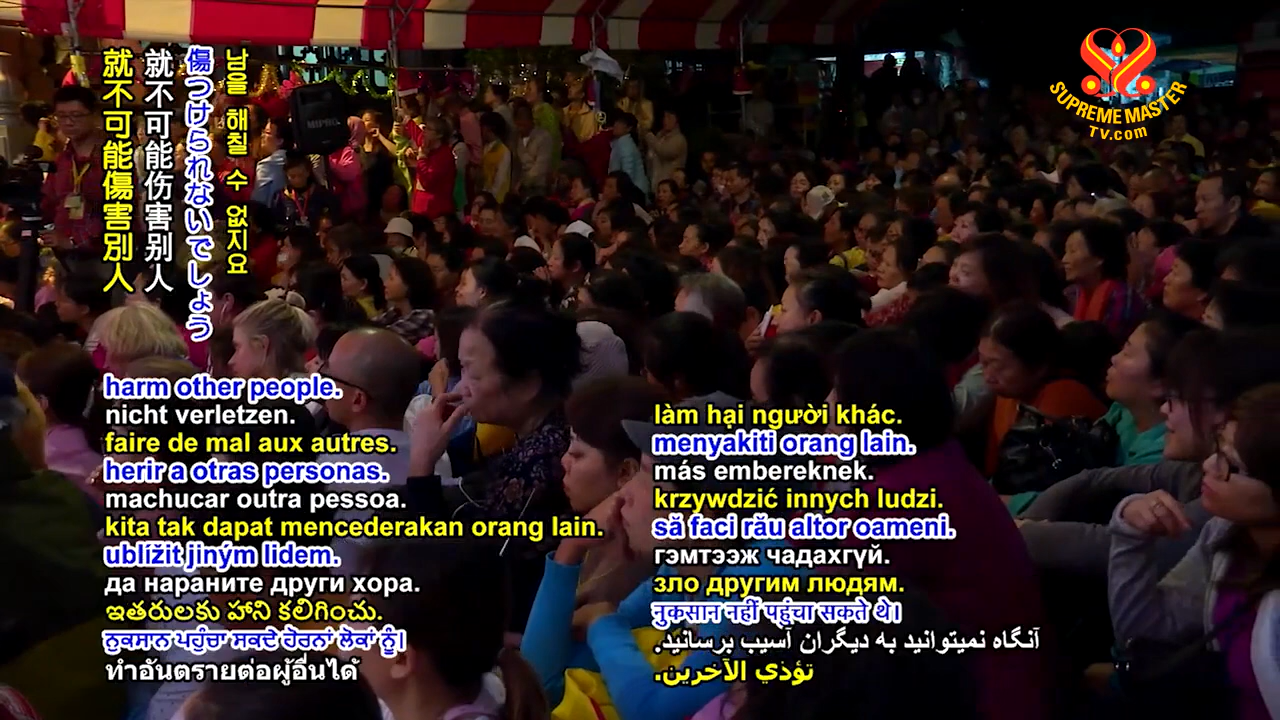 就不可能傷害別人
就不可能伤害别人
傷つけられないでしょう
남을 해칠 수 없지요
harm other people.
nicht verletzen.
faire de mal aux autres.
herir a otras personas.
machucar outra pessoa.
kita tak dapat mencederakan orang lain.
ublížit jiným lidem.
да нараните други хора.
ఇతరులకు హాని కలిగించు.
ਨੁਕਸਾਨ ਪਹੁੰਚਾ ਸਕਦੇ ਹੋਰਨਾਂ ਲੋਕਾਂ ਨੂੰ।
ทำอันตรายต่อผู้อื่นได้
làm hại người khác.
menyakiti orang lain.
más embereknek.
krzywdzić innych ludzi.
să faci rău altor oameni.
гэмтээж чадахгүй.
зло другим людям.
नुकसान नहीं पहुंचा सकते थे।
آنگاه نمیتوانید به دیگران آسیب برسانید.
تؤذي الآخرين.
SUPREME MASTER
TV.com
MIPRO